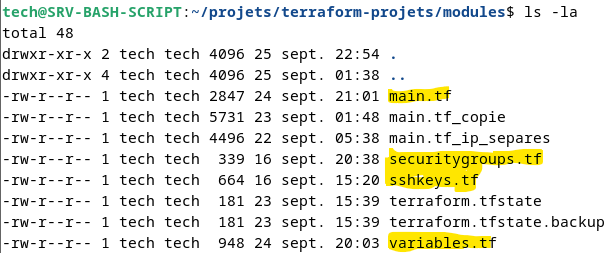 tech@SRV-BASH-SCRIPT:~/projets/terraform-projets/modules$ ls -la
total 48
drwxr-xr-x 2 tech tech 4096 25 sept. 22:54 .
drwxr-xr-x 4 tech tech 4096 25 sept. 01:38 ..
-rw-r--r-- 1 tech tech 2847 24 sept. 21:01 main.tf
-rw-r--r-- 1 tech tech 5731 23 sept. 01:48 main.tf_copie
-rw-r--r-- 1 tech tech 4496 22 sept. 05:38 main.tf_ip_separes
-rw-r--r-- 1 tech tech  339 16 sept. 20:38 securitygroups.tf
-rw-r--r-- 1 tech tech  664 16 sept. 15:20 sshkeys.tf
-rw-r--r-- 1 tech tech  181 23 sept. 15:39 terraform.tfstate
-rw-r--r-- 1 tech tech  181 23 sept. 15:39 terraform.tfstate.backup
-rw-r--r-- 1 tech tech  948 24 sept. 20:03 variables.tf